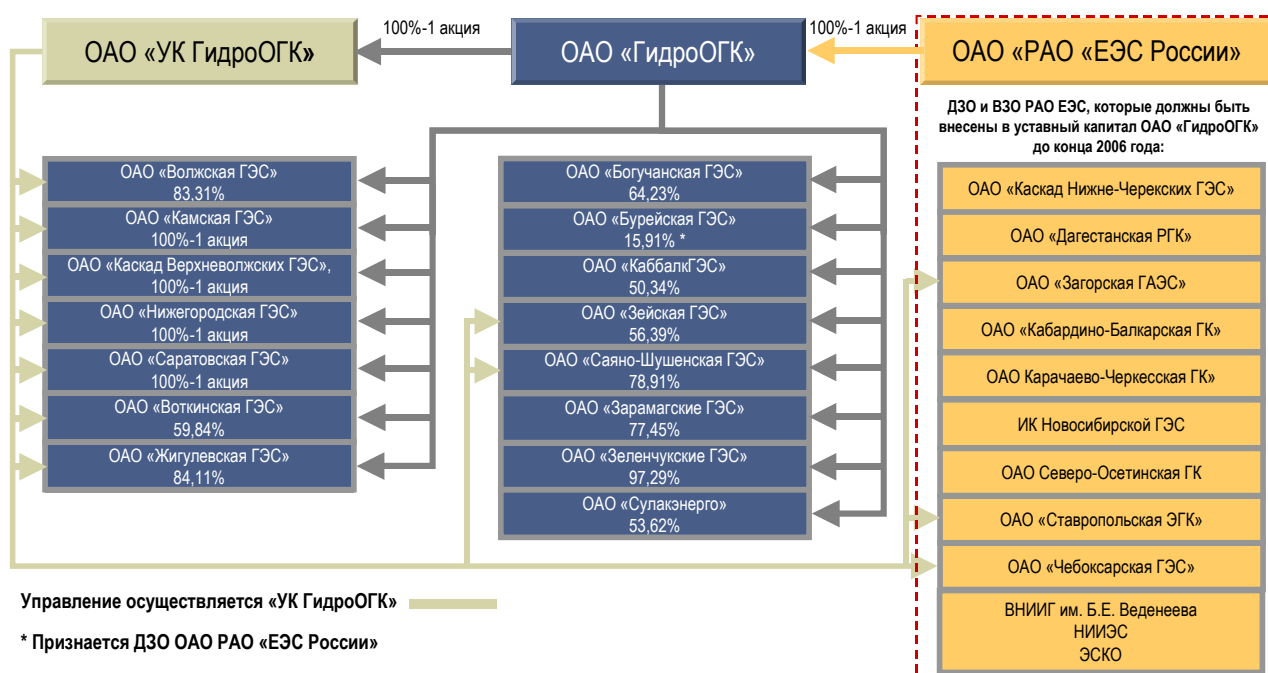 100%-1 акция
100%-1 акция
ОАО «УК ГидроОГК»
ОАО «ГидроОГК»
ОАО «РАО «ЕЭС России»
ДЗО и ВЗО РАО ЕЭС, которые должны быть
внесены в уставный капитал ОАО «ГидроОГК»
до конца 2006 года:
ОАО «Волжская ГЭС»
83,31%
ОАО «Камская ГЭС»
100%-1 акция
ОАО «Каскад Верхневолжских ГЭС»,
100%-1 акция
ОАО «Нижегородская ГЭС»
100%-1 акция
ОАО «Саратовская ГЭС»
100%-1 акция
ОАО «Воткинская ГЭС»
59,84%
ОАО «Жигулевская ГЭС»
84,11%
ОАО «Богучанская ГЭС»
64,23%
ОАО «Бурейская ГЭС»
15,91% *
ОАО «КаббалкГЭС»
50,34%
ОАО «Зейская ГЭС»
56,39%
ОАО «Саяно-Шушенская ГЭС»
78,91%
ОАО «Зарамагские ГЭС»
77,45%
ОАО «Зеленчукские ГЭС»
97,29%
ОАО «Сулакэнерго»
53,62%
ОАО «Каскад Нижне-Черекских ГЭС»
ОАО «Дагестанская РГК»
ОАО «Загорская ГАЭС»
ОАО «Кабардино-Балкарская ГК»
ОАО Карачаево-Черкесская ГК»
ИК Новосибирской ГЭС
ОАО Северо-Осетинская ГК
ОАО «Ставропольская ЭГК»
ОАО «Чебоксарская ГЭС»
ВНИИГ им. Б.Е. Веденеева
НИИЭС
ЭСКО
Управление осуществляется «УК ГидроОГК»
* Признается ДЗО ОАО РАО «ЕЭС России»